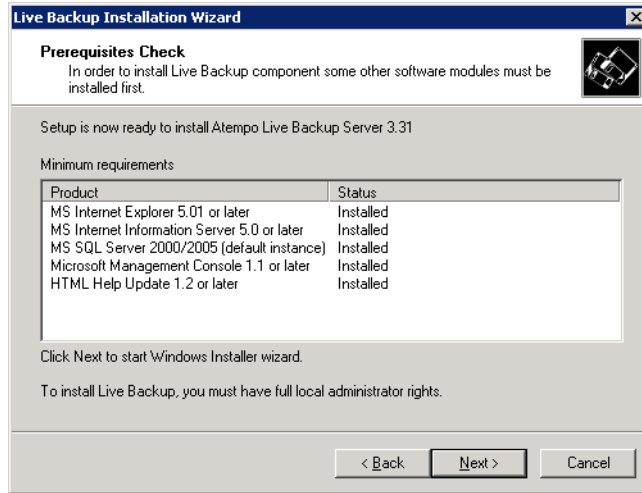 Live Backup Installation Wizard
Prerequisites Check
In order to install Live Backup component some other software modules must be
installed first.
Setup is now ready to install Atempo Live Backup Server 3.31
Minimum requirements
Product Status
MS Internet Explorer 5.01 or later Installed
MS Internet Information Server 5.0 or later Installed
MS SQL Server 2000/2005 (default instance) Installed
Microsoft Management Console 1.1 or later Installed
HTML Help Update 1.2 or later Installed
Click Next to start Windows Installer wizard.
To install Live Backup, you must have full local administrator rights.
< Back Next > Cancel